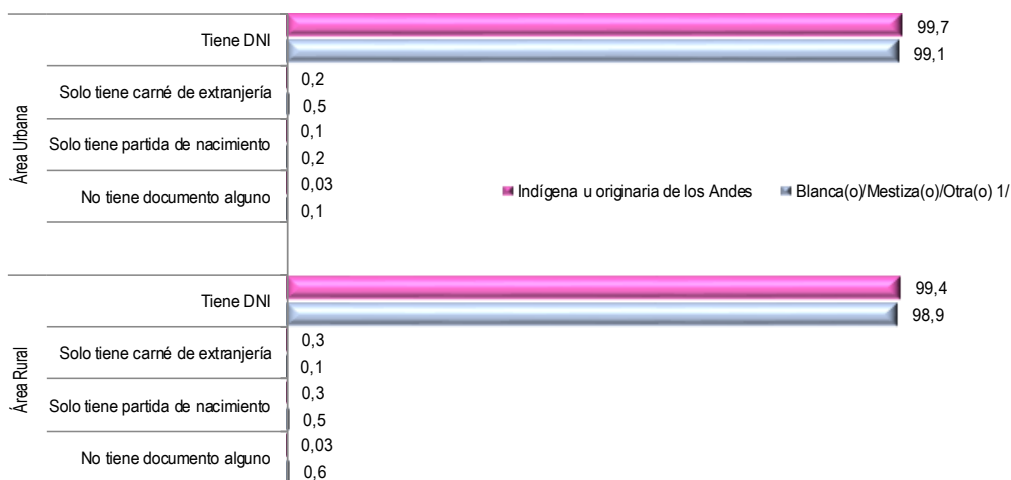 Área Urbana
Tiene DNI
99,7
99,1
Solo tiene carné de extranjería
0,2
0,5
Solo tiene partida de nacimiento
0,1
0,2
No tiene documento alguno
0,03
0,1
Indígena u originaria de los Andes
Blanca(o)/Mestiza(o)/Otra(o) 1/
Área Rural
Tiene DNI
99,4
98,9
Solo tiene carné de extranjería
0,3
0,1
Solo tiene partida de nacimiento
0,3
0,5
No tiene documento alguno
0,03
0,6